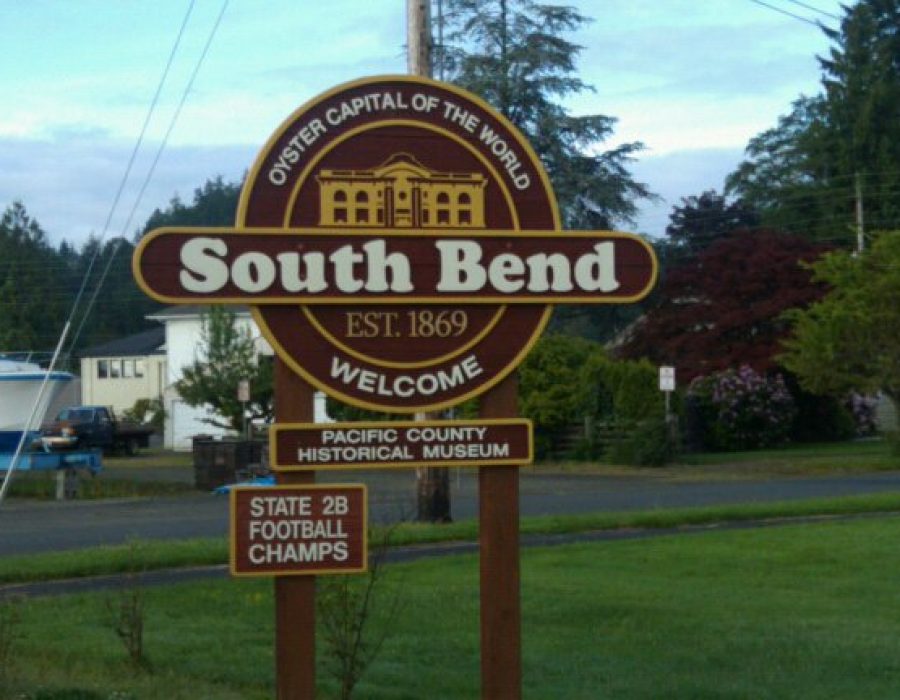 OYSTER CAPITAL OF THE WORLD
South Bend
EST. 1869
WELCOME
PACIFIC COUNTY
HISTORICAL MUSEUM
STATE 2B
FOOTBALL
CHAMPS